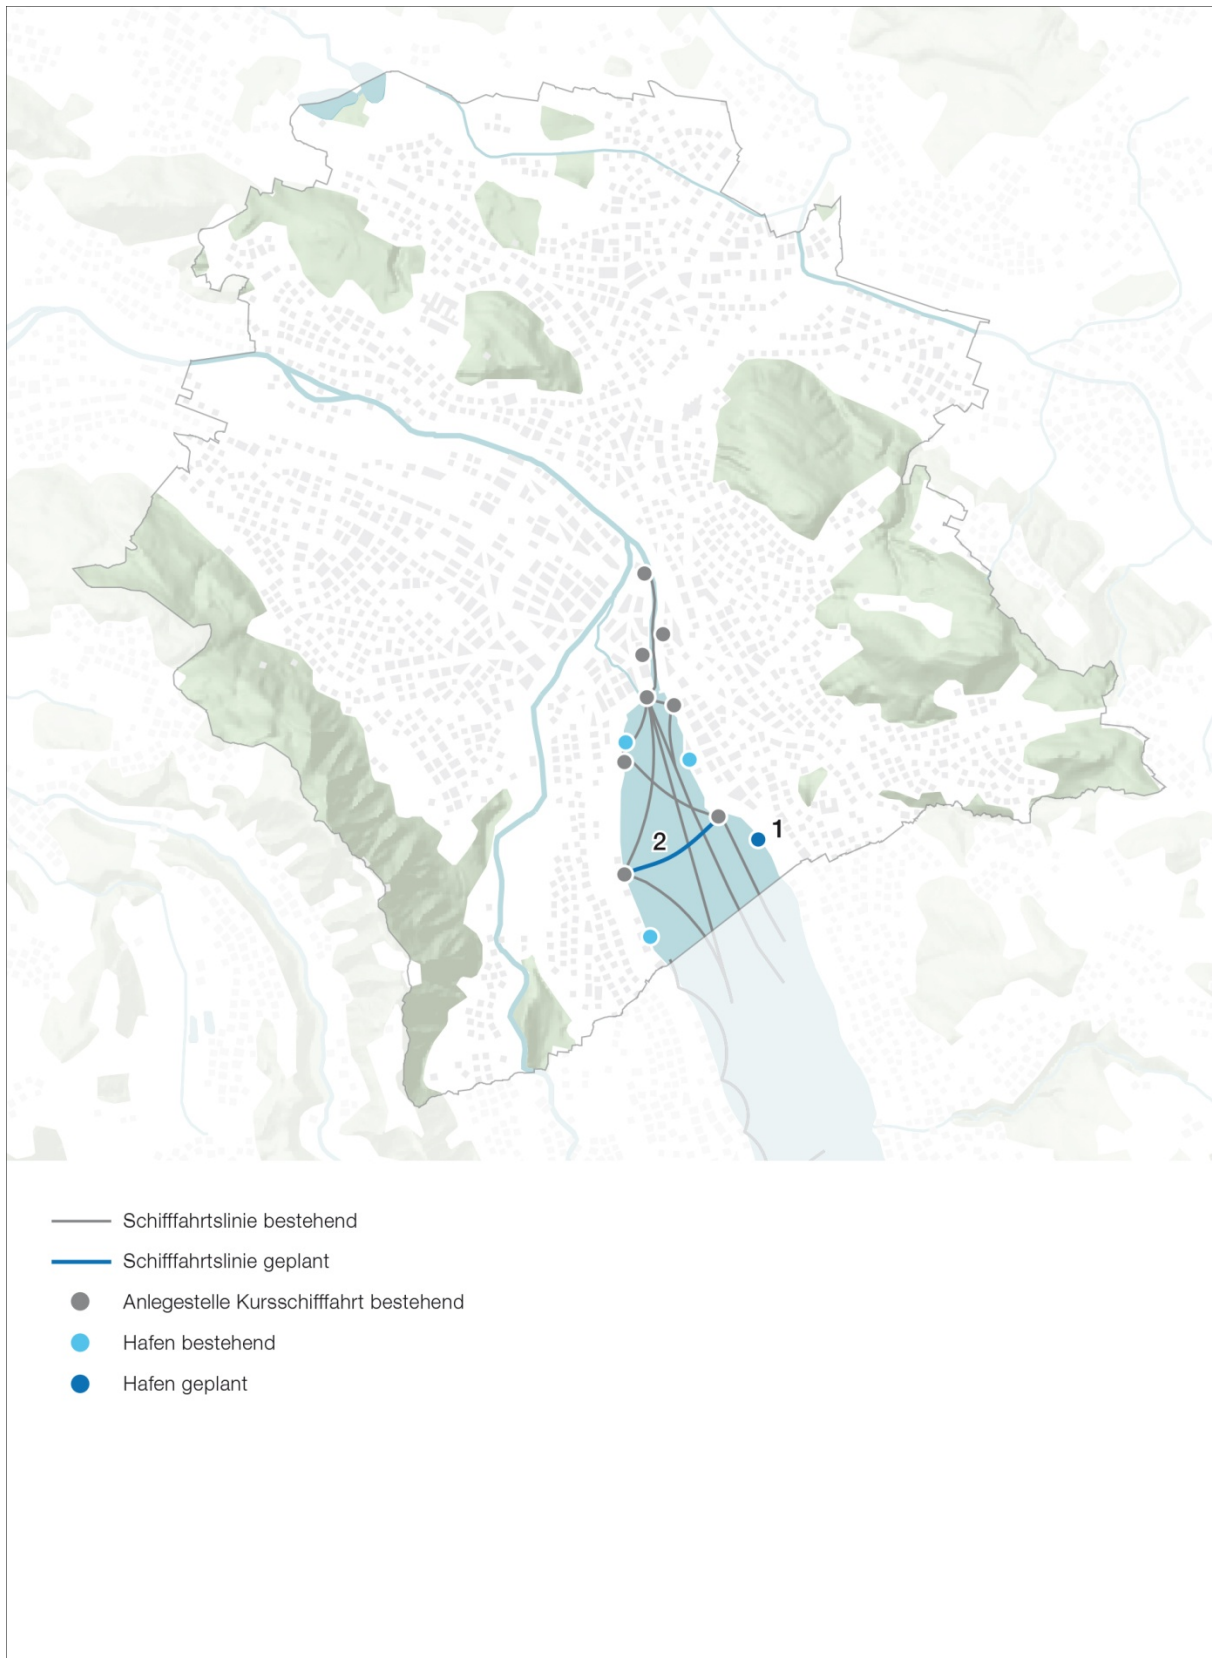 1
2
Schifffahrtslinie bestehend
Schifffahrtslinie geplant
Anlegestelle Kursschifffahrt bestehend
Hafen bestehend
Hafen geplant